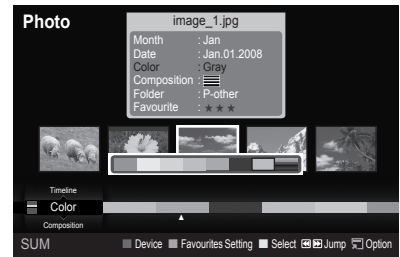 Photo
image_1.jpg
Month : Jan
Date : Jan.01.2008
Color : Gray
Composition :
Folder : P-other
Favourite : ★★★
Timeline
Color
Composition
SUM Device Favourites Setting Select Jump Option